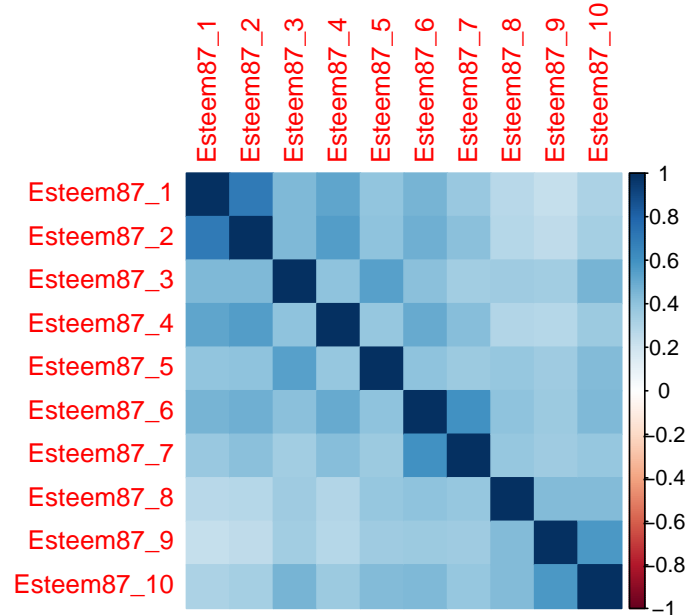 Esteem87_1
Esteem87_2
Esteem87_3
Esteem87_4
Esteem87_5
Esteem87_6
Esteem87_7
Esteem87_8
Esteem87_9
Esteem87_10
Esteem87_1
Esteem87_2
Esteem87_3
Esteem87_4
Esteem87_5
Esteem87_6
Esteem87_7
Esteem87_8
Esteem87_9
Esteem87_10
1
0.8
0.6
0.4
0.2
0
−0.2
−0.4
−0.6
−0.8
−1